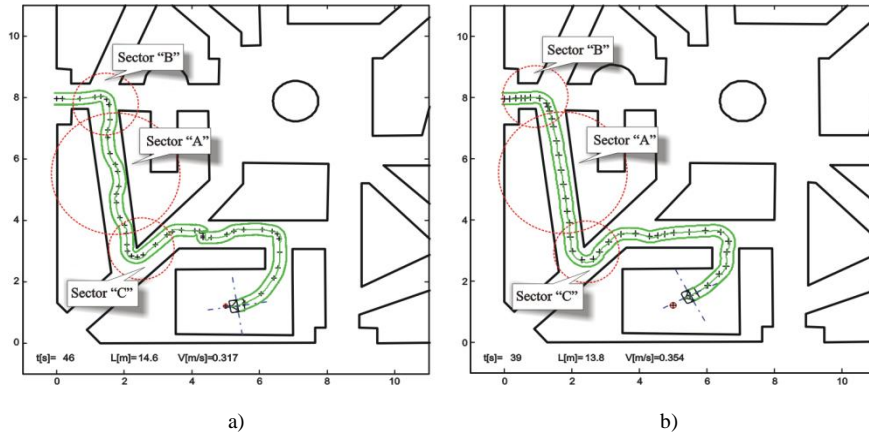 10
8
6
4
2
0
Sector “B”
Sector “A”
Sector “C”
t[s]= 46 L[m]=14.6 V[m/s]=0.317
0 2 4 6 8 10
a)
10
8
6
4
2
0
Sector “B”
Sector “A”
Sector “C”
t[s]= 39 L[m]=13.8 V[m/s]=0.354
0 2 4 6 8 10
b)